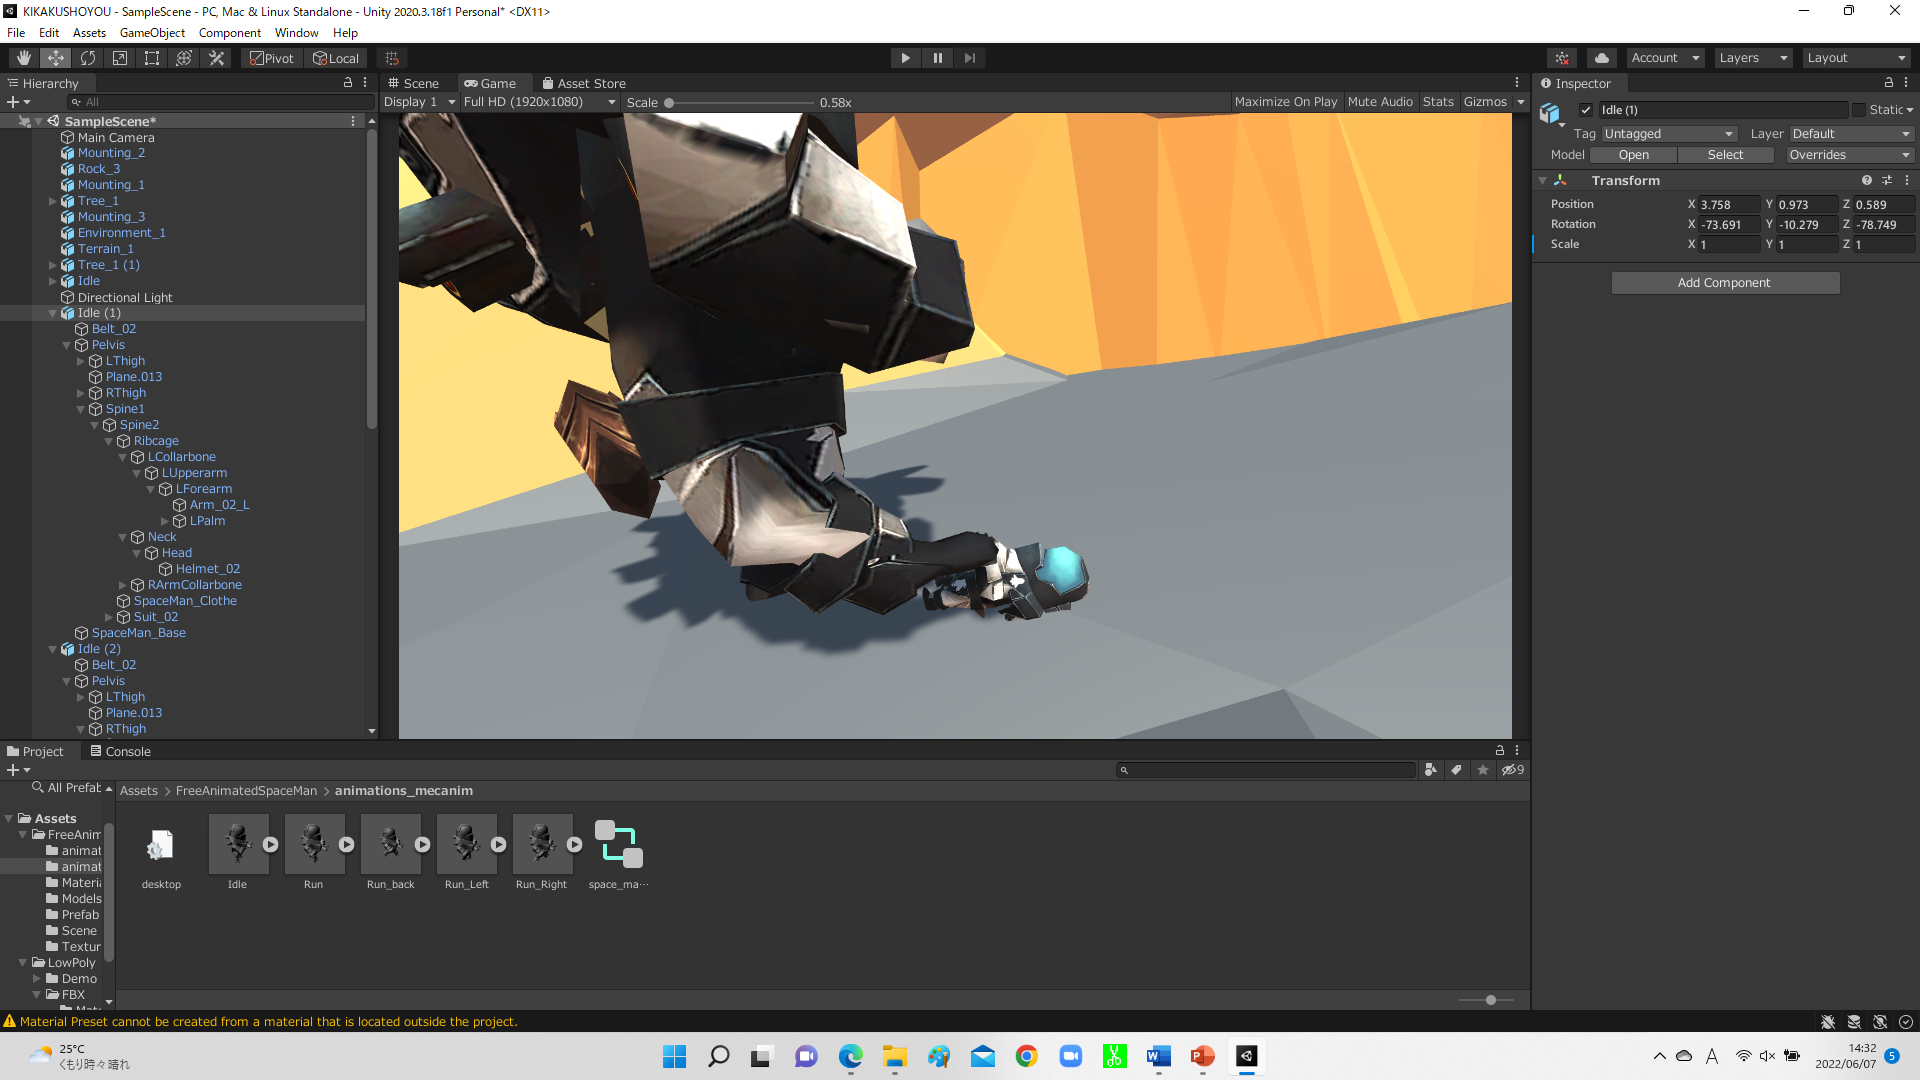 KIKAKUSHOYOU - SampleScene - PC, Mac & Linux Standalone - Unity 2020.3.18f1 Personal* <DX11>
File Edit Assets GameObject Component Window Help
Pivot Local Account Layers Layout
Hierarchy
All
SampleScene*
Main Camera
Mounting_2
Rock_3
Mounting_1
Tree_1
Mounting_3
Environment_1
Terrain_1
Tree_1 (1)
Idle
Directional Light
Idle (1)
Belt_02
Pelvis
LThigh
Plane.013
RThigh
Spine1
Spine2
Ribcage
LCollarbone
LUpperarm
LForearm
Arm_02_L
LPalm
Neck
Head
Helmet_02
RArmCollarbone
SpaceMan_Clothe
Suit_02
SpaceMan_Base
Idle (2)
Belt_02
Pelvis
LThigh
Plane.013
RThigh
Scene Game Asset Store
Display 1 Full HD (1920x1080) Scale 0.58x Maximize On Play Mute Audio Stats Gizmos
Inspector
Idle (1) Static
Tag Untagged Layer Default
Model Open Select Overrides
Transform
Position X 3.758 Y 0.973 Z 0.589
Rotation X -73.691 Y -10.279 Z -78.749
Scale X 1 Y 1 Z 1
Add Component
Project Console
9
All Prefab
Assets
FreeAnim
animat
animat
Materia
Models
Prefab
Scene
Textur
LowPoly
Demo
FBX
Assets > FreeAnimatedSpaceMan > animations_mecanim
desktop Idle Run Run_back Run_Left Run_Right space_ma...
Material Preset cannot be created from a material that is located outside the project.
25°C
くもり時々晴れ
A
14:32
2022/06/07
5